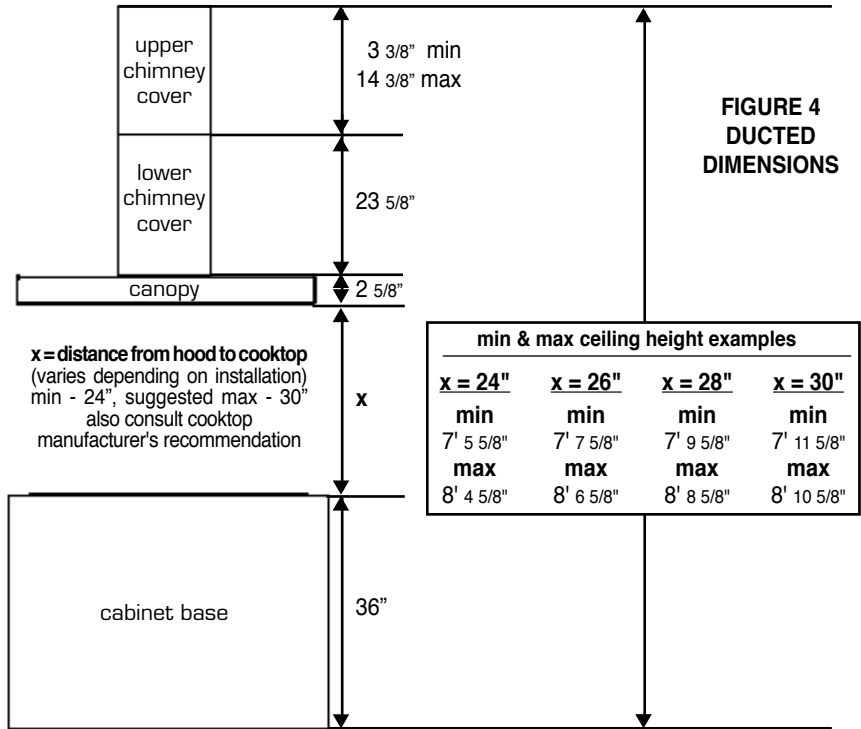 upper
chimney
cover
3 3/8" min
14 3/8" max
FIGURE 4
DUCTED
DIMENSIONS
lower
chimney
cover
23 5/8"
canopy
2 5/8"
x = distance from hood to cooktop
(varies depending on installation)
min - 24", suggested max - 30"
also consult cooktop
manufacturer's recommendation
x
min & max ceiling height examples
x = 24" x = 26" x = 28" x = 30"
min min min min
7' 5 5/8" 7' 7 5/8" 7' 9 5/8" 7' 11 5/8"
max max max max
8' 4 5/8" 8' 6 5/8" 8' 8 5/8" 8' 10 5/8"
cabinet base
36"